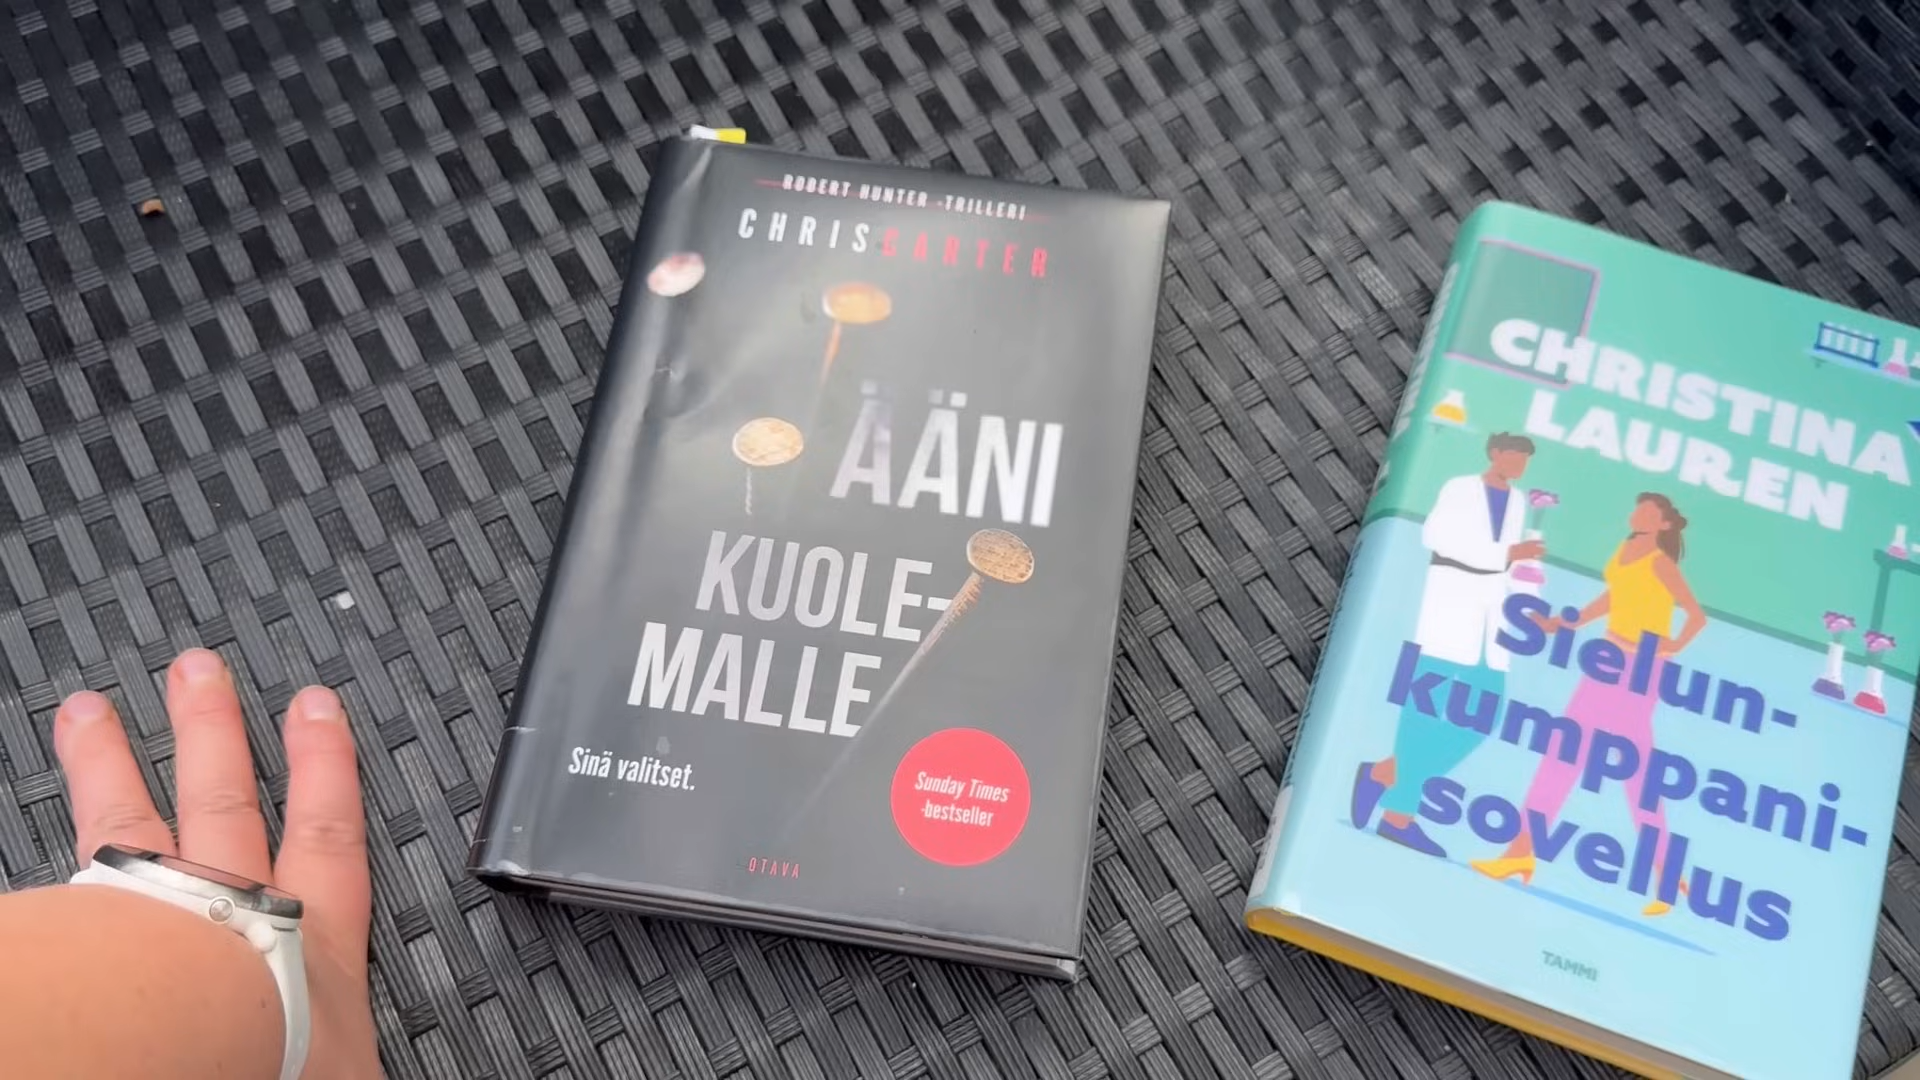 ROBERT HUNTER -TRILLERI
CHRIS CARTER
ÄÄNI
KUOLE-
MALLE
Sinä valitset.
Sunday Times
-bestseller
OTAVA
CHRISTINA
LAUREN
Sielun-
kumppani-
sovellus
TAMMI